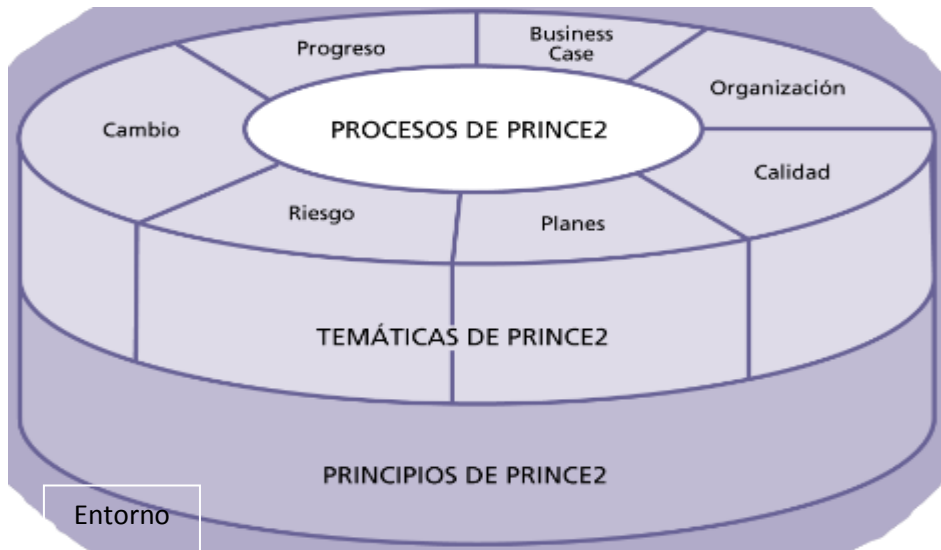 Progreso
Business
Case
Organización
Cambio
PROCESOS DE PRINCE2
Calidad
Riesgo
Planes
TEMÁTICAS DE PRINCE2
PRINCIPIOS DE PRINCE2
Entorno